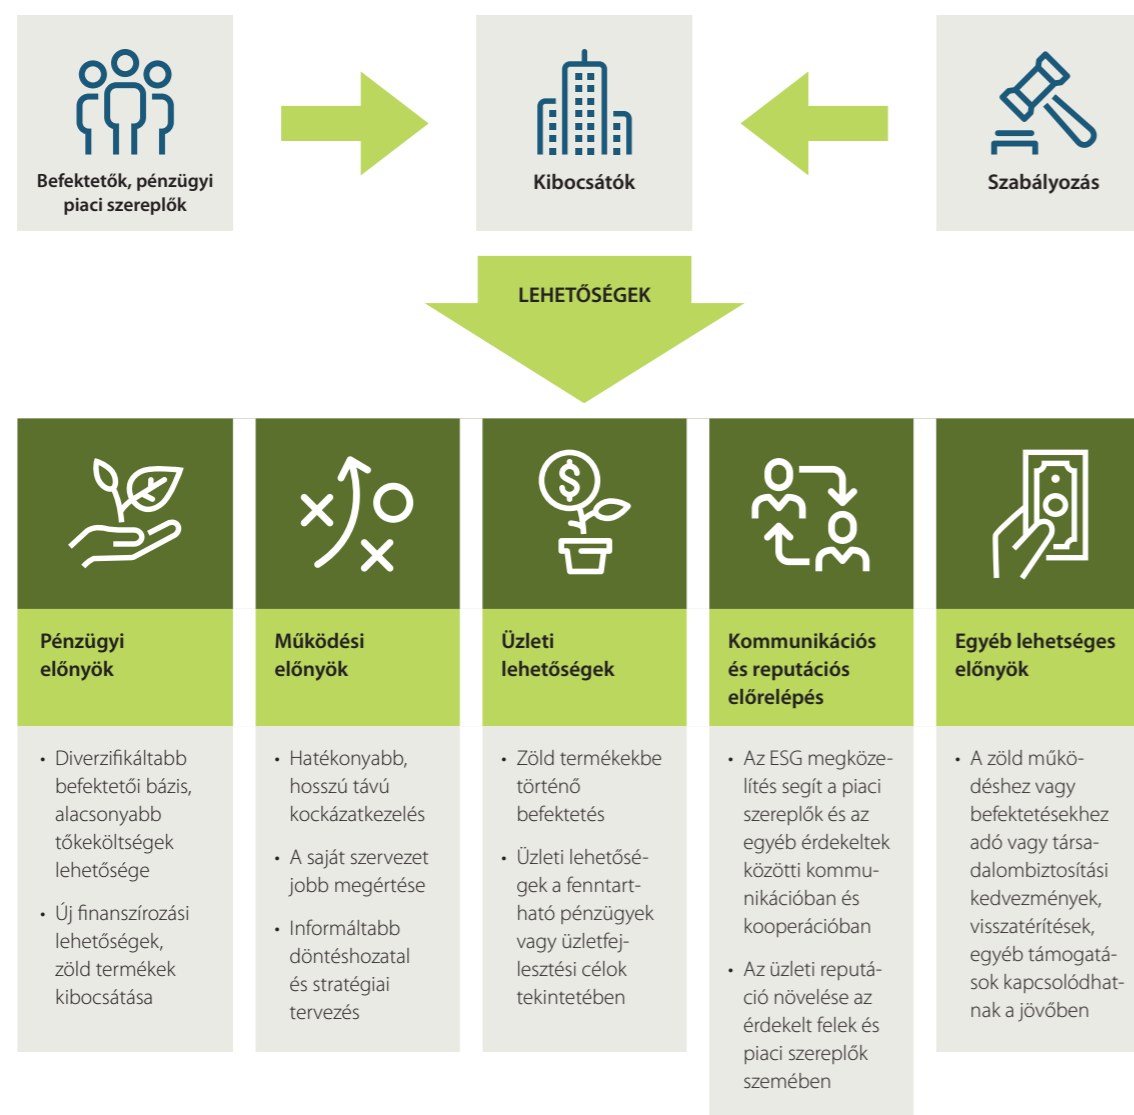 Befektetők, pénzügyi
piaci szereplők
Kibocsátók
Szabályozás
LEHETŐSÉGEK
Pénzügyi
előnyök
• Diverzifikáltabb
befektetői bázis,
alacsonyabb
tőkeköltségek
lehetősége
• Új finanszírozási
lehetőségek,
zöld termékek
kibocsátása
Működési
előnyök
• Hatékonyabb,
hosszú távú
kockázatkezelés
• A saját szervezet
jobb megértése
• Informáltabb
döntéshozatal
és stratégiai
tervezés
Üzleti
lehetőségek
• Zöld termékekbe
történő
befektetés
• Üzleti lehetősé-
gek a fenntart-
ható pénzügyek
vagy üzletfej-
lesztési célok
tekintetében
Kommunikációs
és reputációs
előrelépés
• Az ESG megköze-
lítés segít a piaci
szereplők és az
egyéb érdekeltek
közötti kommu-
nikációban és
kooperációban
• Az üzleti reputá-
ció növelése az
érdekelt felek és
piaci szereplők
szemében
Egyéb lehetséges
előnyök
• A zöld műkö-
déshez vagy
befektetésekhez
adó vagy társa-
dalombiztosítási
kedvezmények,
visszatérítések,
egyéb támogatá-
sok kapcsolódhat-
nak a jövőben